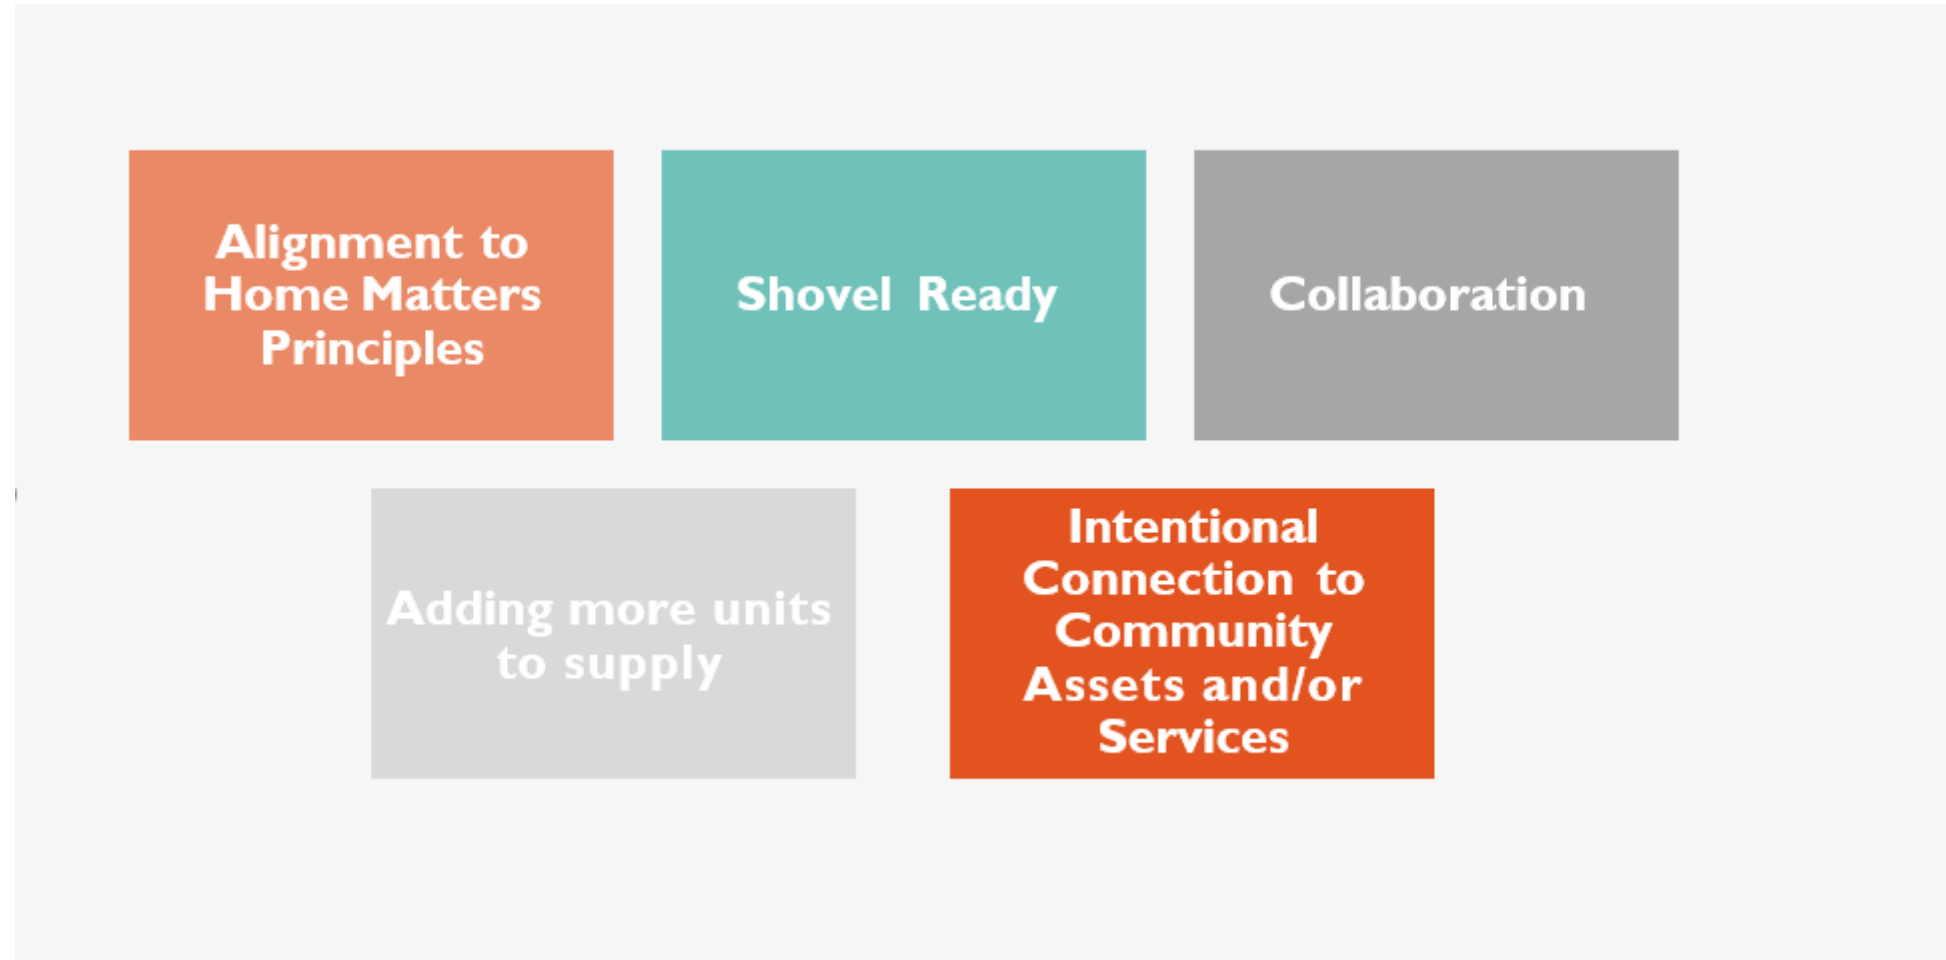 Alignment to
Home Matters
Principles
Shovel Ready
Collaboration
Adding more units
to supply
Intentional
Connection to
Community
Assets and/or
Services